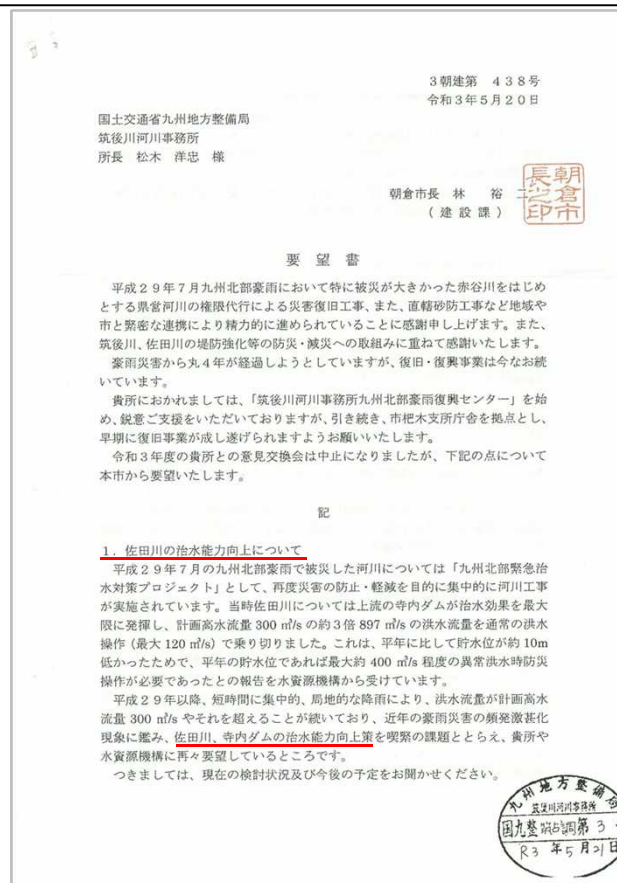 3朝建第 438号
令和3年5月20日
国土交通省九州地方整備局
筑後川河川事務所
所長 松木 洋忠 様
朝倉市長 林 裕二
(建設課)
朝倉市長之印
要望書
平成29年7月九州北部豪雨において特に被災が大きかった赤谷川をはじめ
とする県営河川の権限代行による災害復旧工事、また、直轄砂防工事など地域や
市と緊密な連携により精力的に進められていることに感謝申し上げます。また、
筑後川、佐田川の堤防強化等の防災・減災への取組みに重ねて感謝いたします。
豪雨災害から丸4年が経過しようとしていますが、復旧・復興事業は今なお続
いています。
貴所におかれましては、「筑後川河川事務所九州北部豪雨復興センター」を始
め、鋭意ご支援をいただいておりますが、引き続き、市杷木支所庁舎を拠点とし、
早期に復旧事業が成し遂げられますようお願いいたします。
令和3年度の貴所との意見交換会は中止になりましたが、下記の点について
本市から要望いたします。
記
1.佐田川の治水能力向上について
平成29年7月の九州北部豪雨で被災した河川については「九州北部緊急治
水対策プロジェクト」として、再度災害の防止・軽減を目的に集中的に河川工事
が実施されています。当時佐田川については上流の寺内ダムが治水効果を最大
限に発揮し、計画高水流量300㎥/sの約3倍897㎥/sの洪水流量を通常の洪水
操作(最大120㎥/s)で乗り切りました。これは、平年に比して貯水位が約10m
低かったためで、平年の貯水位であれば最大約400㎥/s程度の異常洪水時防災
操作が必要であったとの報告を水資源機構から受けています。
平成29年以降、短時間に集中的、局地的な降雨により、洪水流量が計画高水
流量300㎥/sやそれを超えることが続いており、近年の豪雨災害の頻発激甚化
現象に鑑み、佐田川、寺内ダムの治水能力向上策を喫緊の課題ととらえ、貴所や
水資源機構に再々要望しているところです。
つきましては、現在の検討状況及び今後の予定をお聞かせください。
九州地方整備局
筑後川河川事務所
国九整筑占調第3
R3年5月21日